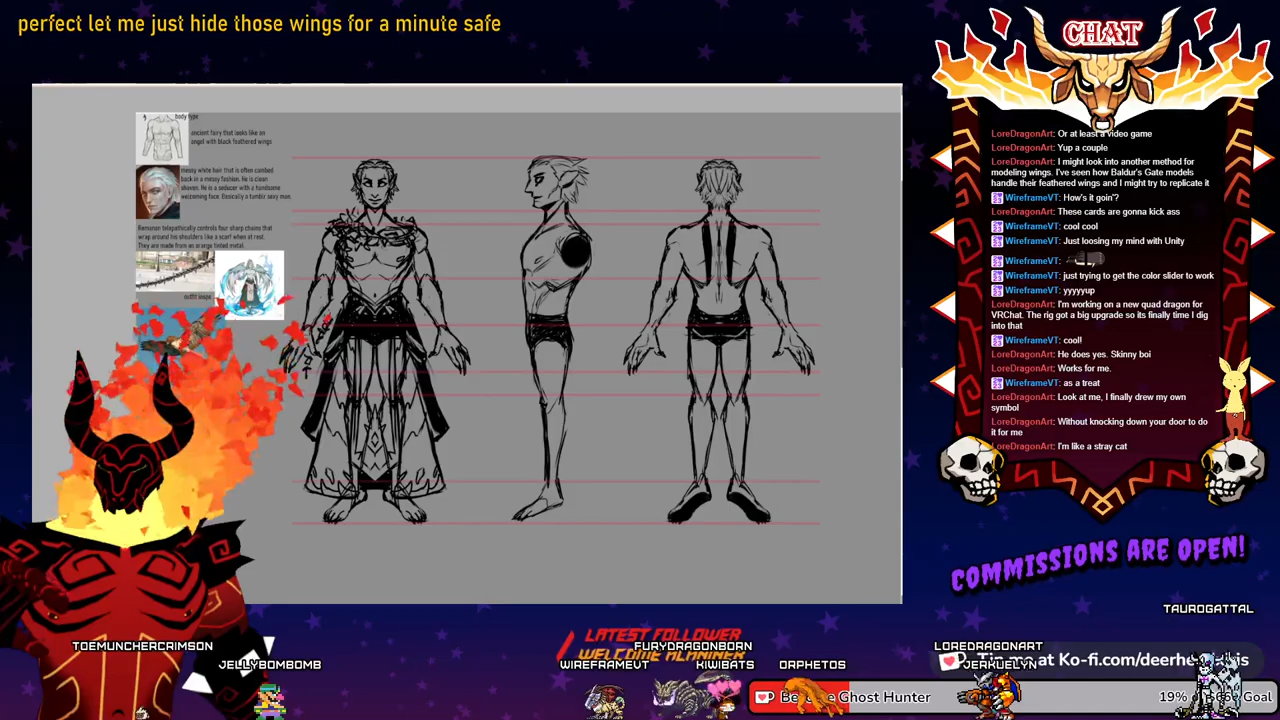 perfect let me just hide those wings for a minute safe
CHAT
body type
ancient fairy that looks like an
angel with black feathered wings
messy white hair that is often combed
back in a messy fashion. He is clean
shaven. He is a seducer with a handsome
welcoming face. Basically a tumblr sexy man.
telepathically controls four sharp chains that
wrap around his shoulders like a scarf when at rest.
They are made from an orange tinted metal.
outfit inspo
LoreDragonArt: Or at least a video game
LoreDragonArt: Yup a couple
LoreDragonArt: I might look into another method for
modeling wings. I've seen how Baldur's Gate models
handle their feathered wings and I might try to replicate it
WireframeVT: How's it goin'?
LoreDragonArt: These cards are gonna kick ass
WireframeVT: cool cool
WireframeVT: Just loosing my mind with Unity
WireframeVT:
WireframeVT: just trying to get the color slider to work
WireframeVT: yyyyyup
LoreDragonArt: I'm working on a new quad dragon for
VRChat. The rig got a big upgrade so its finally time I dig
into that
WireframeVT: cool!
LoreDragonArt: He does yes. Skinny boi
LoreDragonArt: Works for me.
WireframeVT: as a treat
LoreDragonArt: Look at me, I finally drew my own
symbol
LoreDragonArt: Without knocking down your door to do
it for me
LoreDragonArt: I'm like a stray cat
COMMISSIONS ARE OPEN!
TAUROGATTAL
LATEST FOLLOWER
WELCOME
TOEMUNCHERCRIMSON
FURYDRAGONBORN
LOREDRAGONART
JELLYBOMBOMB
WIREFRAMEVT
KIWIBATS
ORPHETOS
me at Ko-fi.com/
Ghost Hunter
19%
Goal